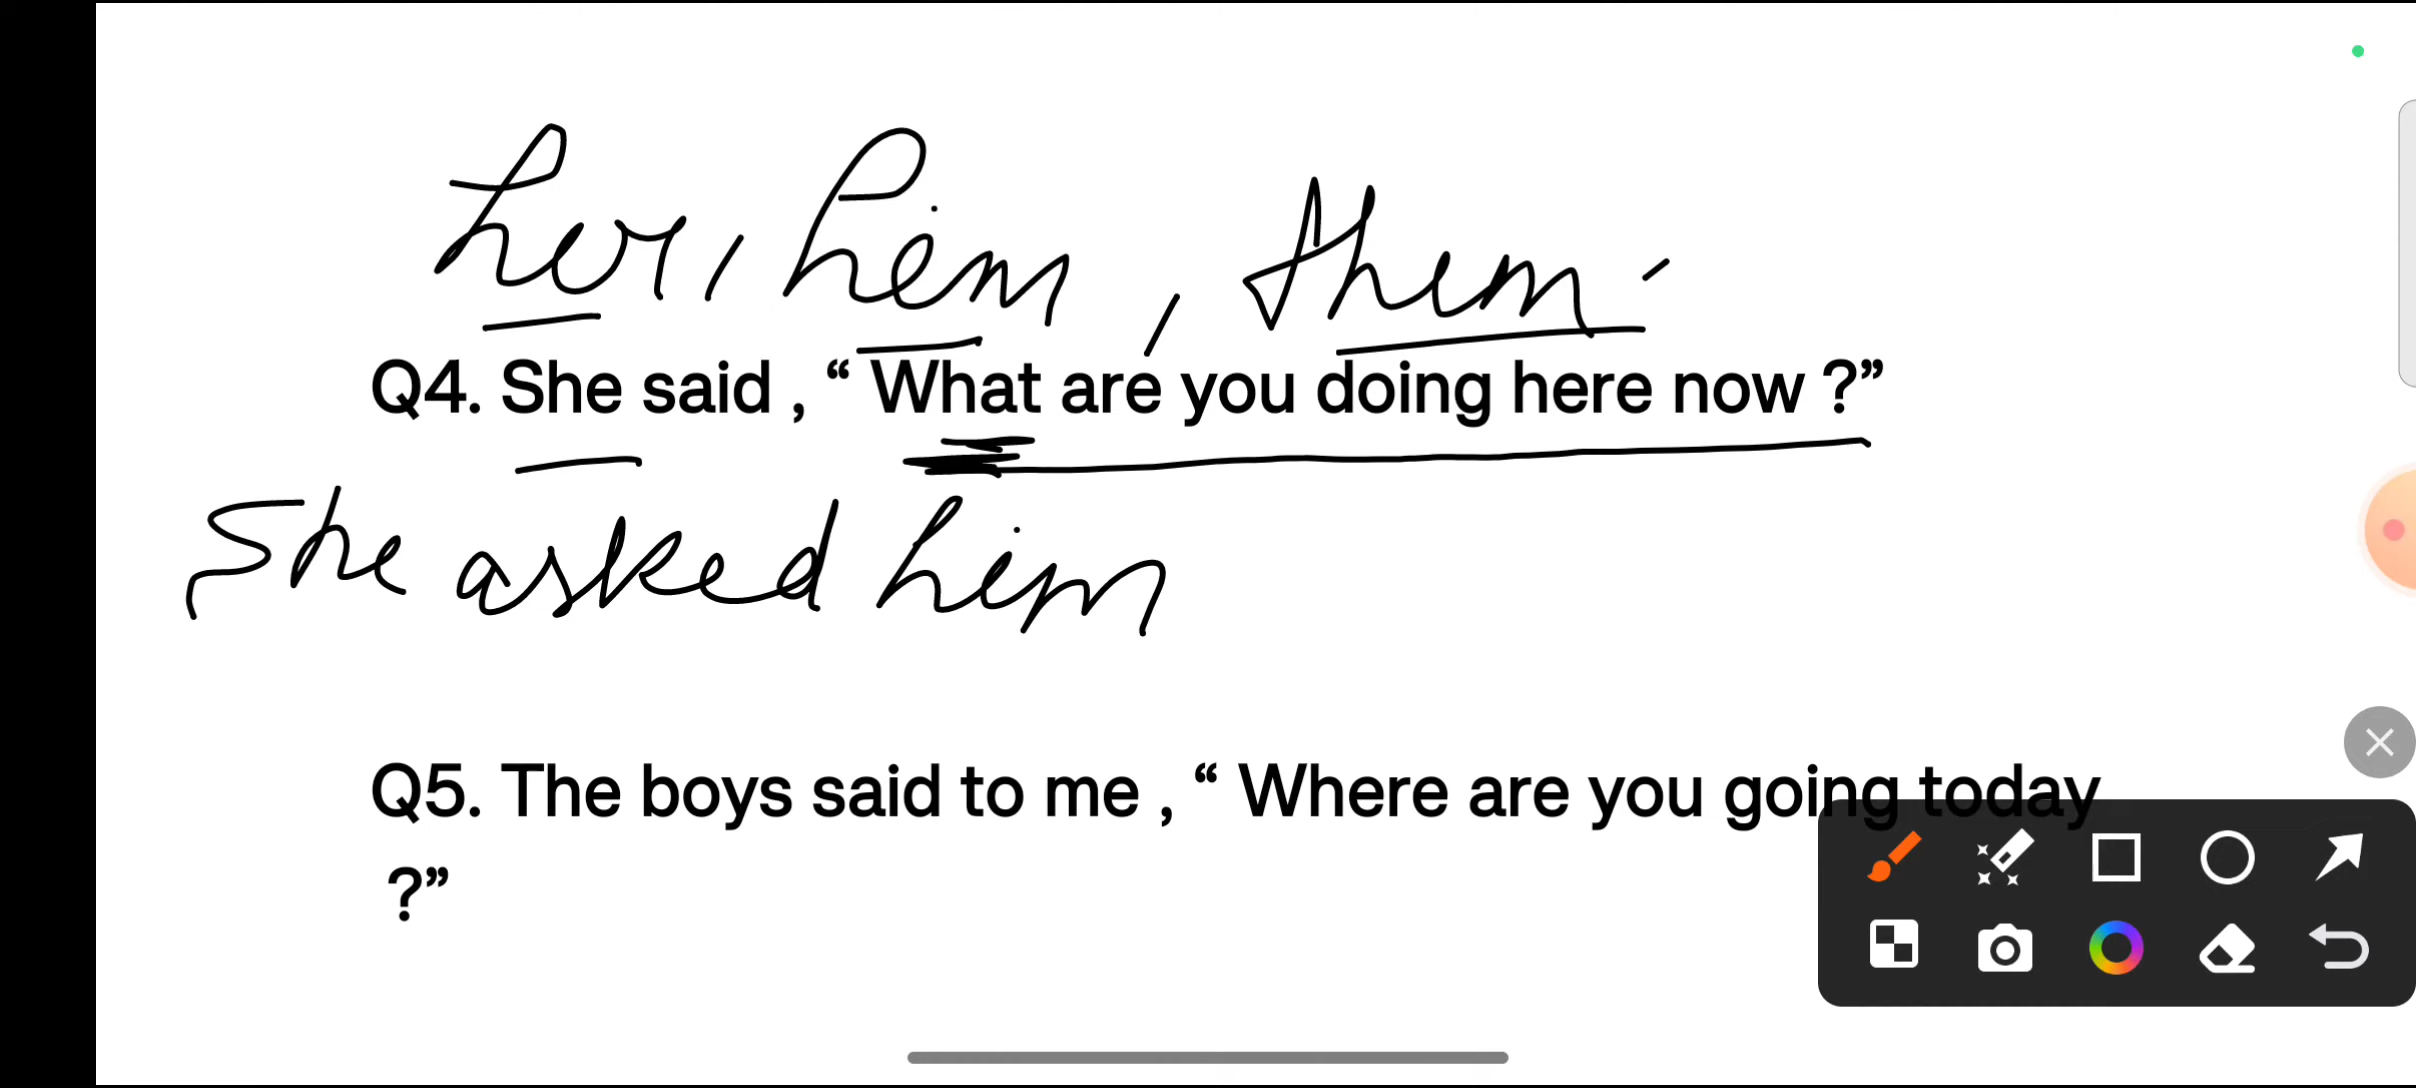 her, him, them
Q4. She said , “ What are you doing here now ?”
She asked him
Q5. The boys said to me , “ Where are you going today
?”